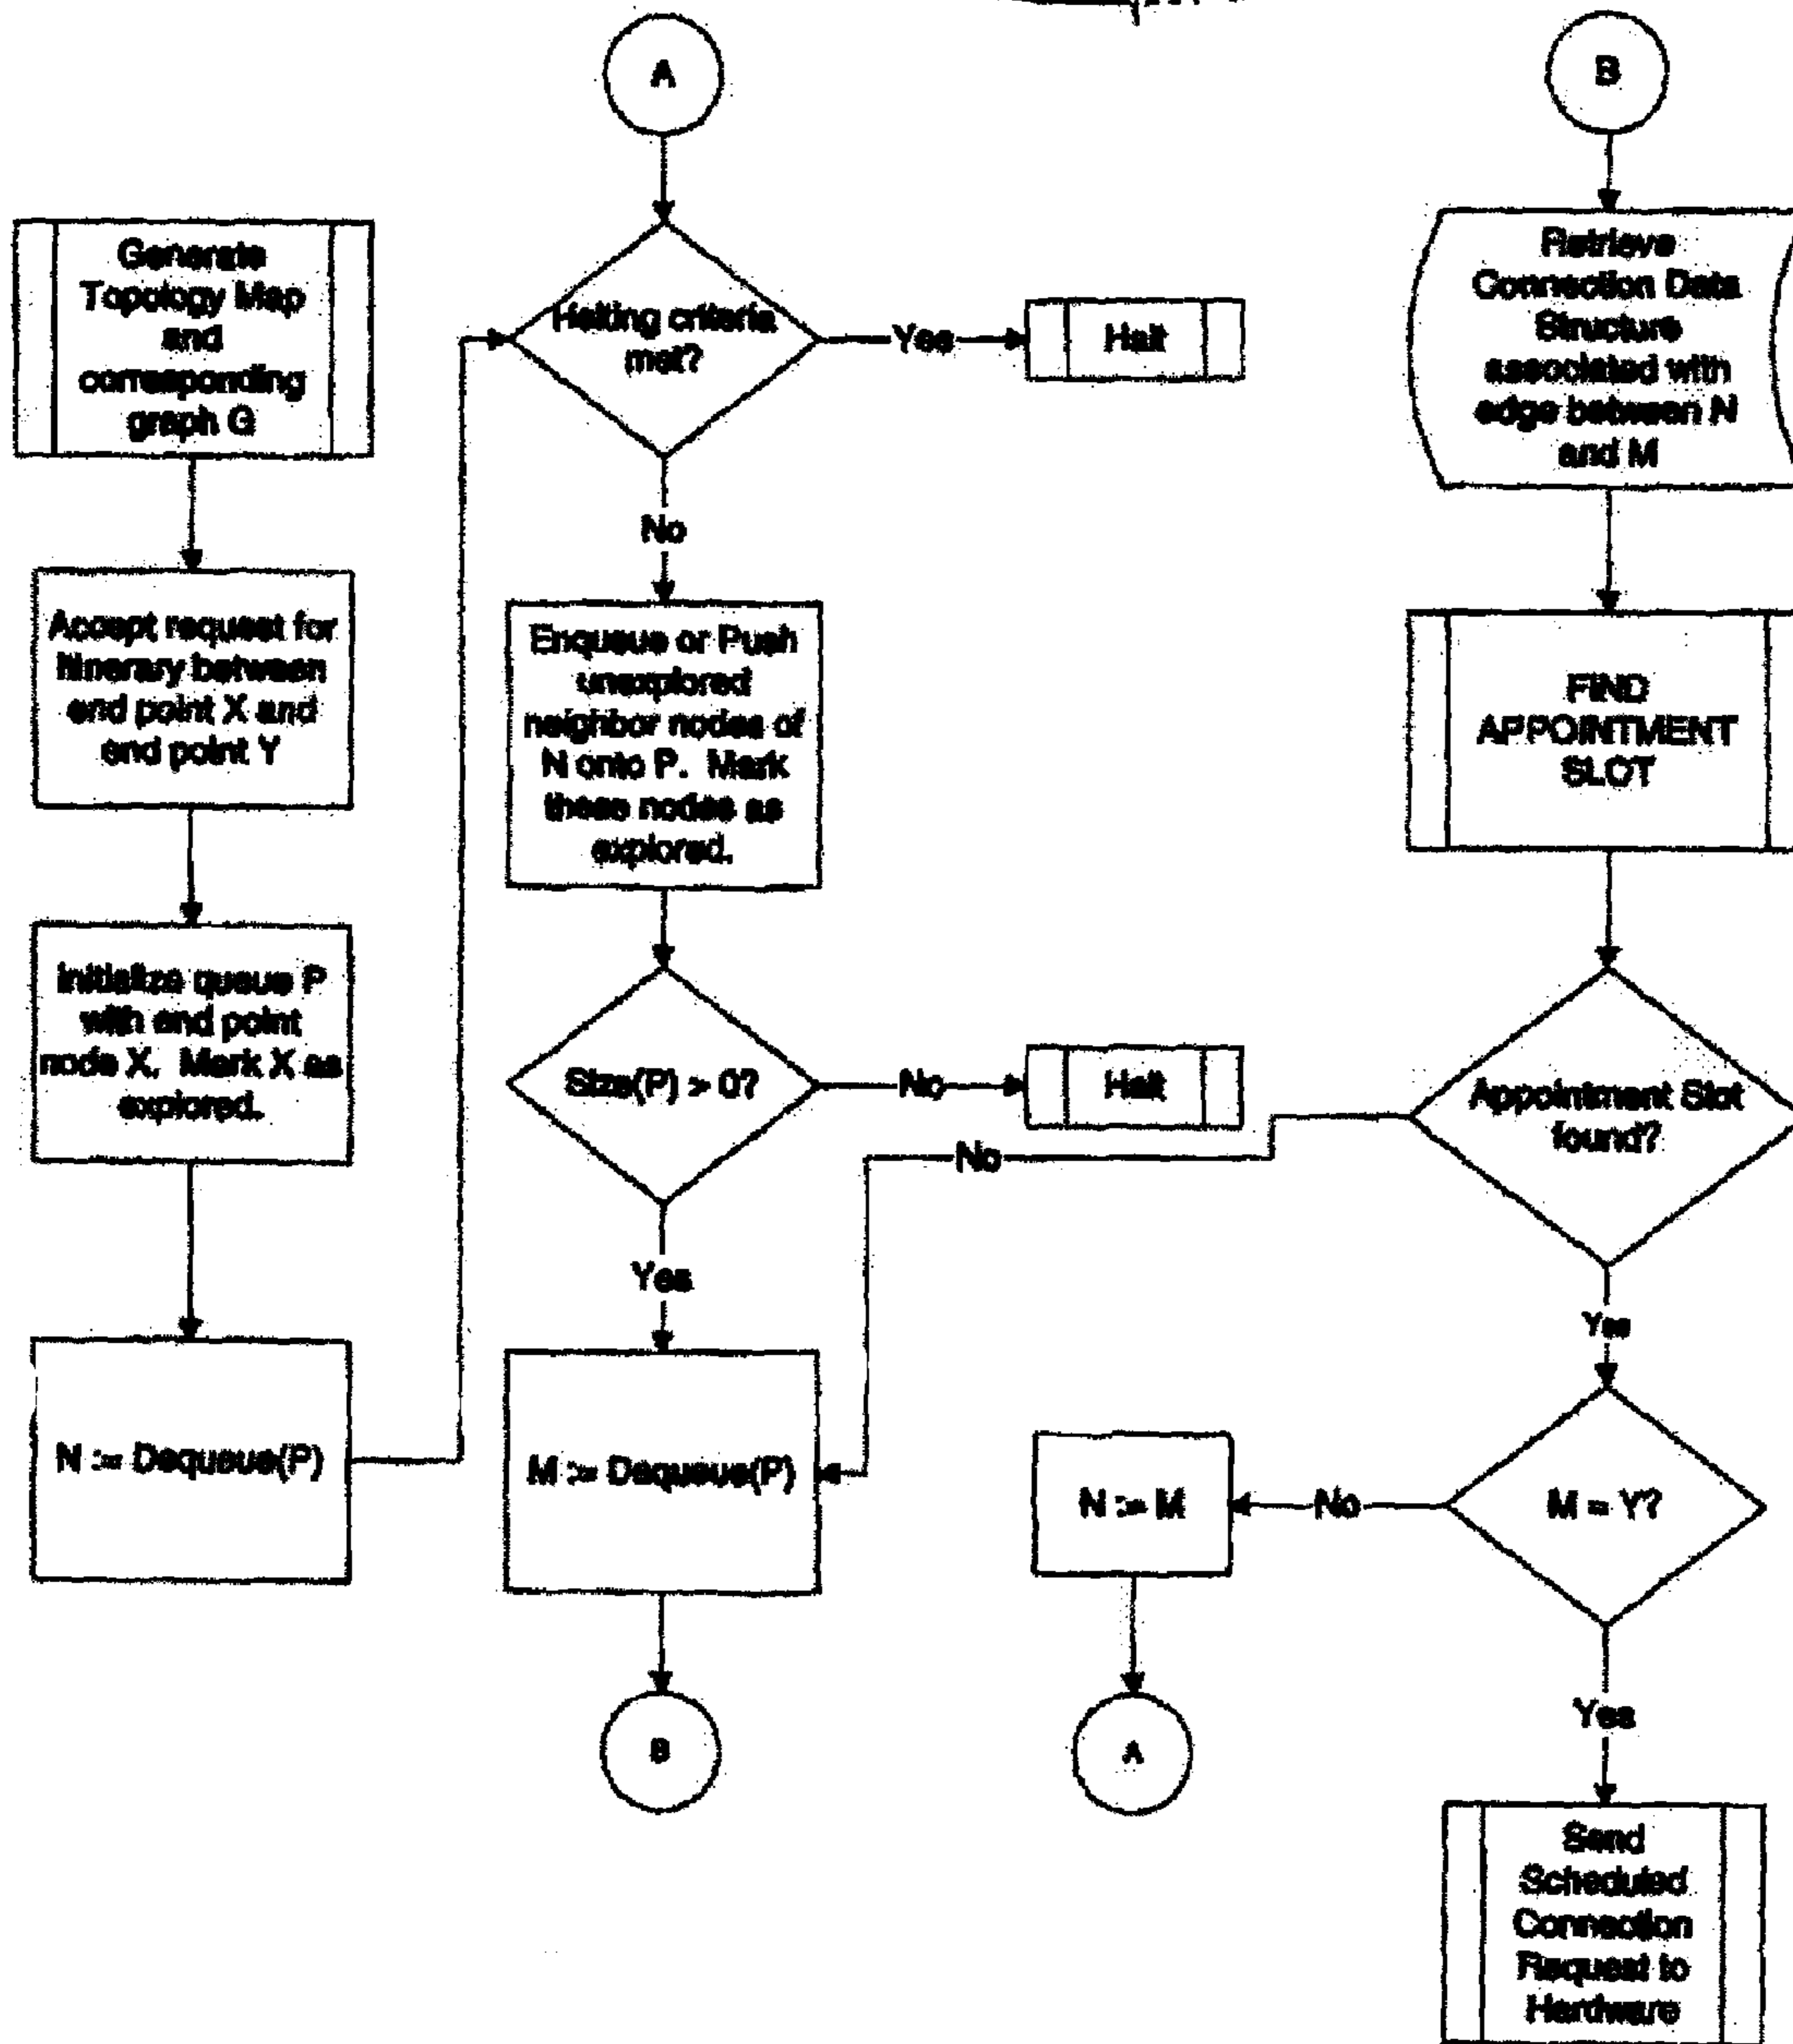 A
B
Generate
Topology Map
and
corresponding
graph G
Halting criteria
met?
Yes
Halt
Retrieve
Connection Data
Structure
associated with
edge between N
and M
No
Accept request for
itinerary between
end point X and
end point Y
Enqueue or Push
unexplored
neighbor nodes of
N onto P. Mark
these nodes as
explored.
FIND
APPOINTMENT
SLOT
Initialize queue P
with end point
node X. Mark X as
explored.
Size(P) > 0?
No
Halt
Appointment Slot
found?
No
Yes
Yes
N := Dequeue(P)
M := Dequeue(P)
N := M
No
M = Y?
Yes
B
A
Send
Scheduled
Connection
Request to
Hardware